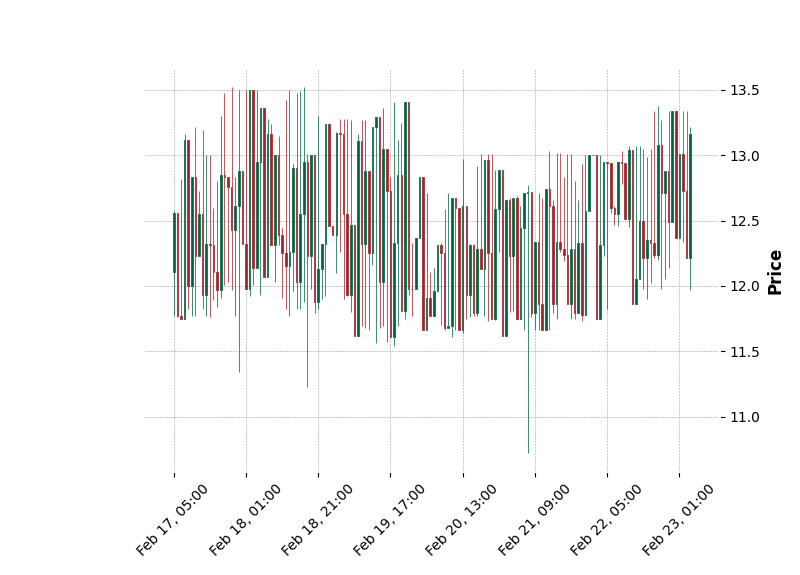 13.5
13.0
12.5
12.0
11.5
11.0
Price
Feb 17, 05:00
Feb 18, 01:00
Feb 18, 21:00
Feb 19, 17:00
Feb 20, 13:00
Feb 21, 09:00
Feb 22, 05:00
Feb 23, 01:00